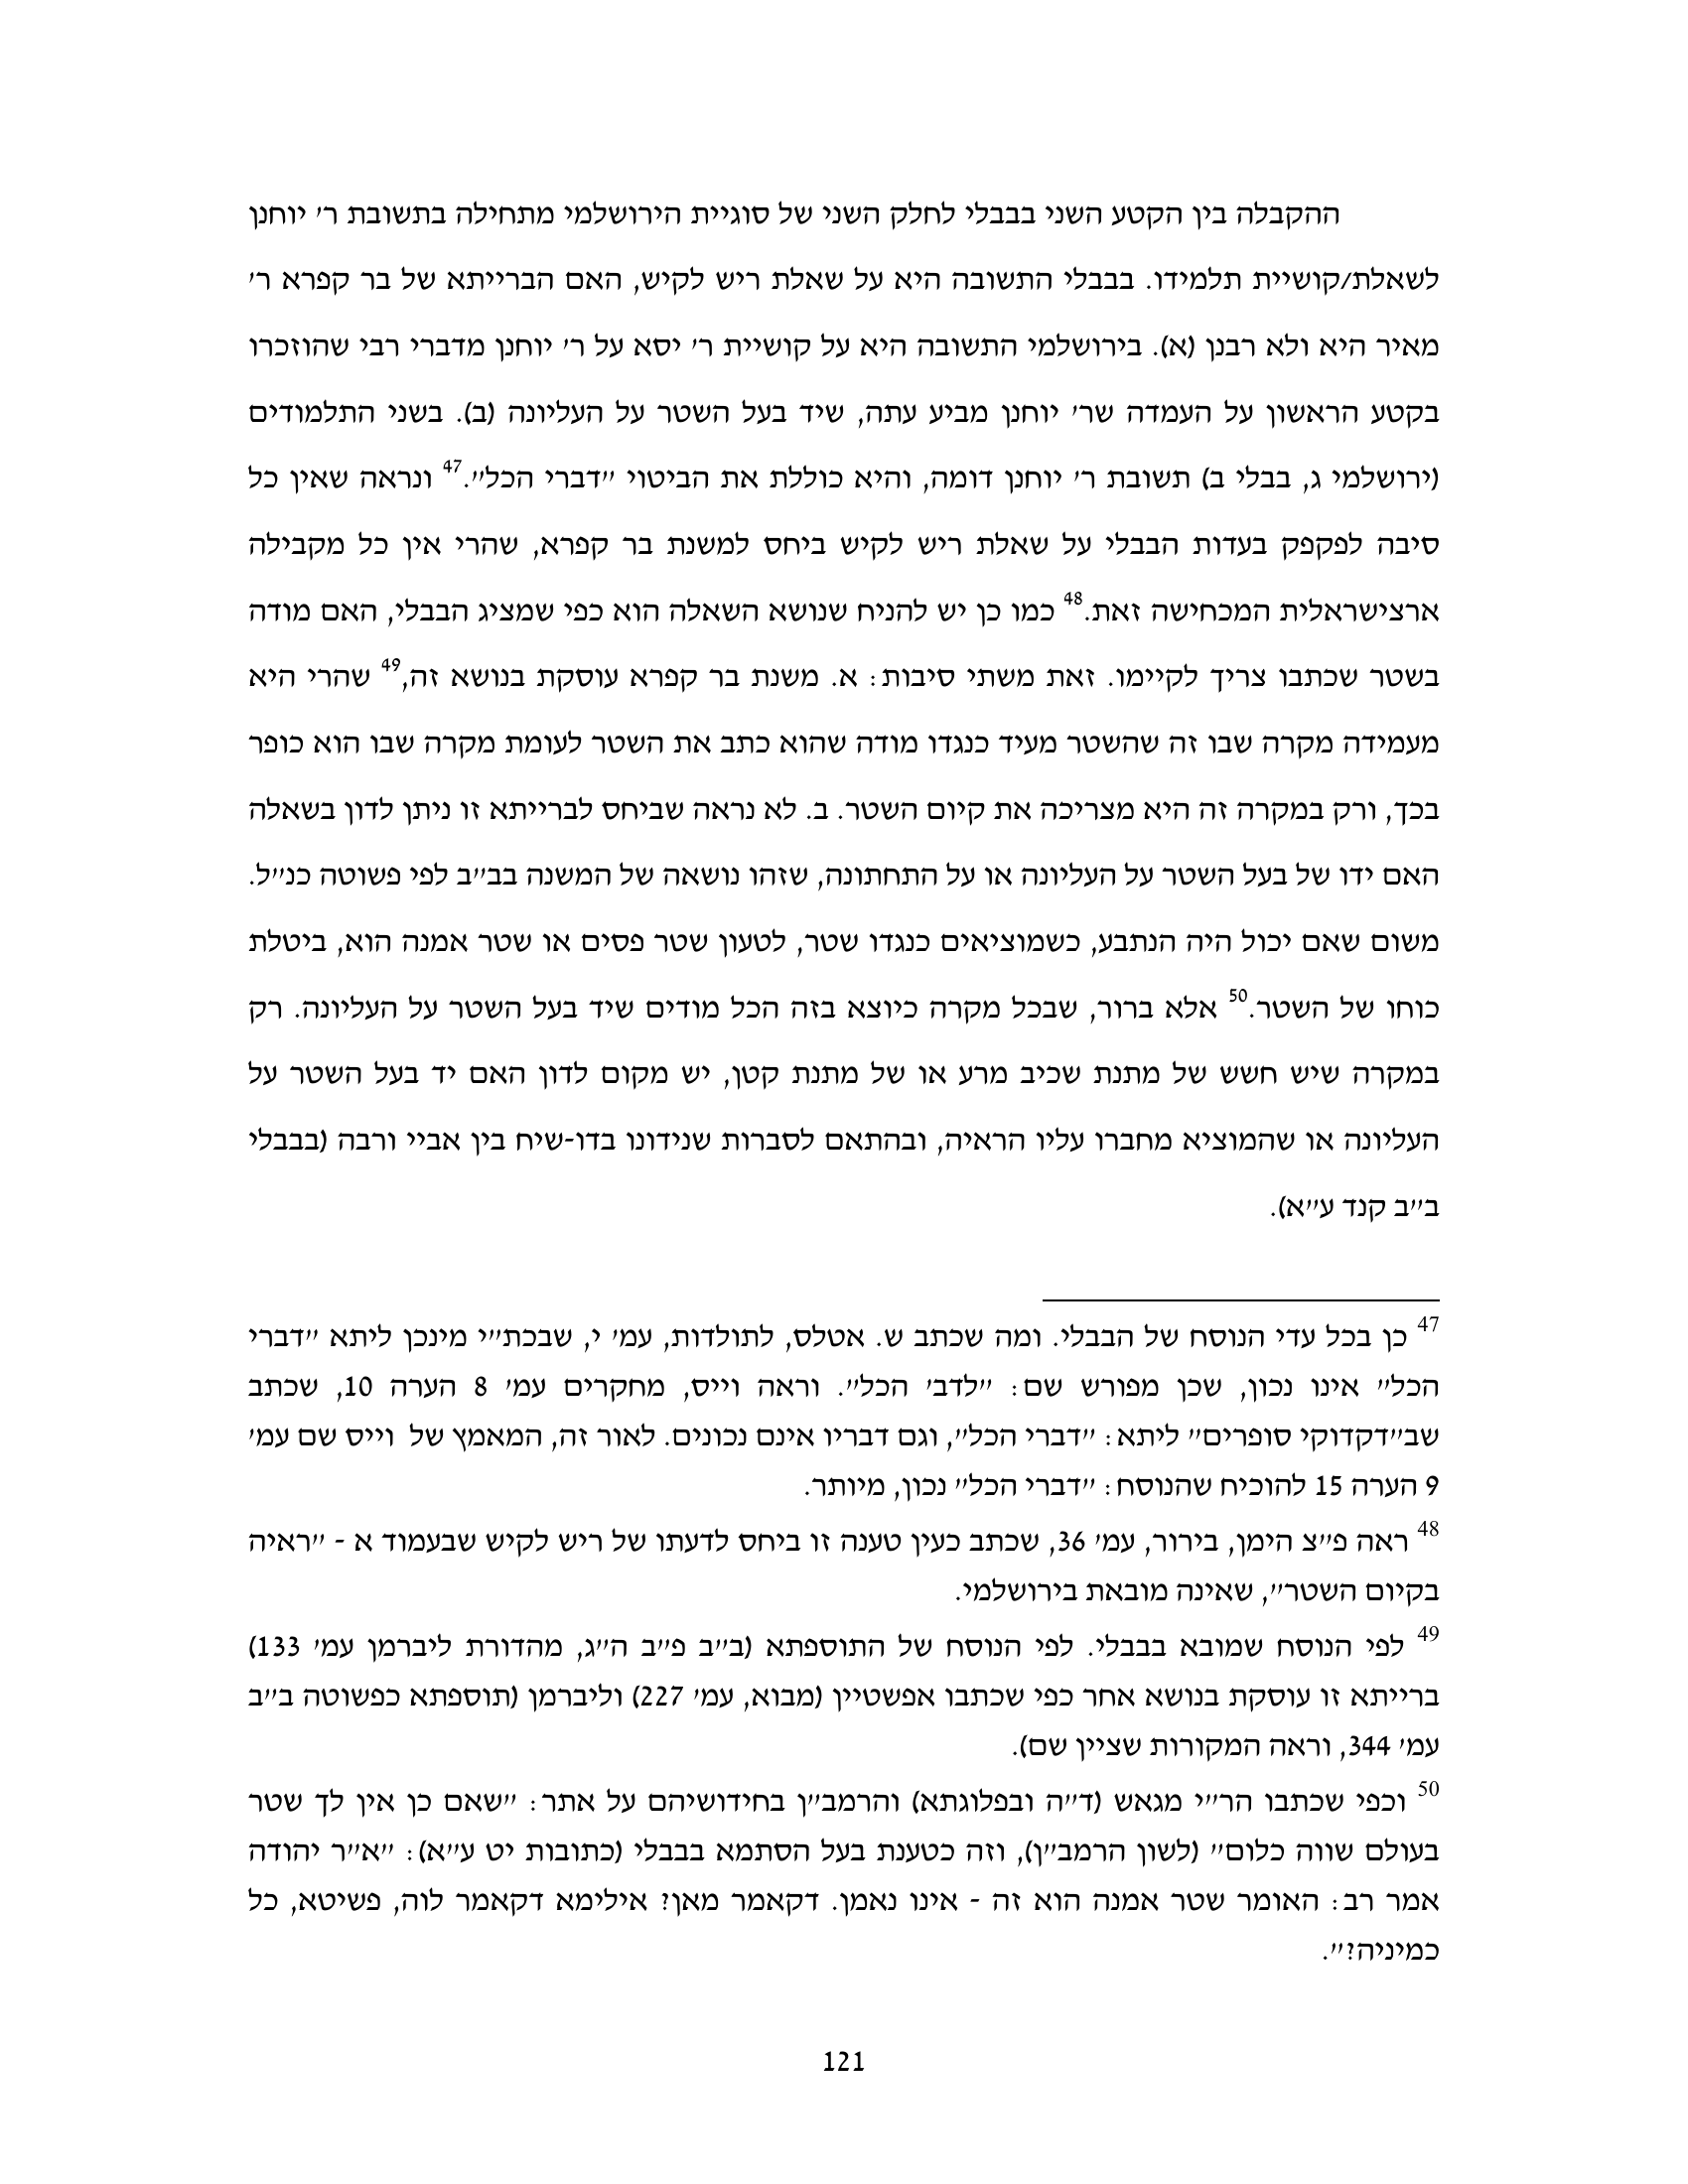 ההקבלה בין הקטע השני בבבלי לחלק השני של סוגיית הירושלמי מתחילה בתשובת ר׳ יוחנן
לשאלת/קושיית תלמידו. בבבלי התשובה היא על שאלת ריש לקיש, האם הברייתא של בר קפרא ר׳
מאיר היא ולא רבנן (א). בירושלמי התשובה היא על קושיית ר׳ יסא על ר׳ יוחנן מדברי רבי שהוזכרו
בקטע הראשון על העמדה שר׳ יוחנן מביע עתה, שיד בעל השטר על העליונה (ב). בשני התלמודים
(ירושלמי ג, בבלי ב) תשובת ר׳ יוחנן דומה, והיא כוללת את הביטוי ״דברי הכל״.47 ונראה שאין כל
סיבה לפקפק בעדות הבבלי על שאלת ריש לקיש ביחס למשנת בר קפרא, שהרי אין כל מקבילה
ארצישראלית המכחישה זאת.48 כמו כן יש להניח שנושא השאלה הוא כפי שמציג הבבלי, האם מודה
בשטר שכתבו צריך לקיימו. זאת משתי סיבות: א. משנת בר קפרא עוסקת בנושא זה,49 שהרי היא
מעמידה מקרה שבו זה שהשטר מעיד כנגדו מודה שהוא כתב את השטר לעומת מקרה שבו הוא כופר
בכך, ורק במקרה זה היא מצריכה את קיום השטר. ב. לא נראה שביחס לברייתא זו ניתן לדון בשאלה
האם ידו של בעל השטר על העליונה או על התחתונה, שזהו נושאה של המשנה בב״ב לפי פשוטה כנ״ל.
משום שאם יכול היה הנתבע, כשמוציאים כנגדו שטר, לטעון שטר פסים או שטר אמנה הוא, ביטלת
כוחו של השטר.50 אלא ברור, שבכל מקרה כיוצא בזה הכל מודים שיד בעל השטר על העליונה. רק
במקרה שיש חשש של מתנת שכיב מרע או של מתנת קטן, יש מקום לדון האם יד בעל השטר על
העליונה או שהמוציא מחברו עליו הראיה, ובהתאם לסברות שנידונו בדו-שיח בין אביי ורבה (בבבלי
ב״ב קנד ע״א).
47 כן בכל עדי הנוסח של הבבלי. ומה שכתב ש. אטלס, לתולדות, עמ׳ י, שבכת״י מינכן ליתא ״דברי
הכל״ אינו נכון, שכן מפורש שם: ״לדב׳ הכל״. וראה וייס, מחקרים עמ׳ 8 הערה 10, שכתב
שב״דקדוקי סופרים״ ליתא: ״דברי הכל״, וגם דבריו אינם נכונים. לאור זה, המאמץ של וייס שם עמ׳
9 הערה 15 להוכיח שהנוסח: ״דברי הכל״ נכון, מיותר.
48 ראה פ״צ הימן, בירור, עמ׳ 36, שכתב כעין טענה זו ביחס לדעתו של ריש לקיש שבעמוד א - ״ראיה
בקיום השטר״, שאינה מובאת בירושלמי.
49 לפי הנוסח שמובא בבבלי. לפי הנוסח של התוספתא (ב״ב פ״ב ה״ג, מהדורת ליברמן עמ׳ 133)
ברייתא זו עוסקת בנושא אחר כפי שכתבו אפשטיין (מבוא, עמ׳ 227) וליברמן (תוספתא כפשוטה ב״ב
עמ׳ 344, וראה המקורות שציין שם).
50 וכפי שכתבו הר״י מגאש (ד״ה ובפלוגתא) והרמב״ן בחידושיהם על אתר: ״שאם כן אין לך שטר
בעולם שווה כלום״ (לשון הרמב״ן), וזה כטענת בעל הסתמא בבבלי (כתובות יט ע״א): ״א״ר יהודה
אמר רב: האומר שטר אמנה הוא זה - אינו נאמן. דקאמר מאן? אילימא דקאמר לוה, פשיטא, כל
כמיניה?״.
121